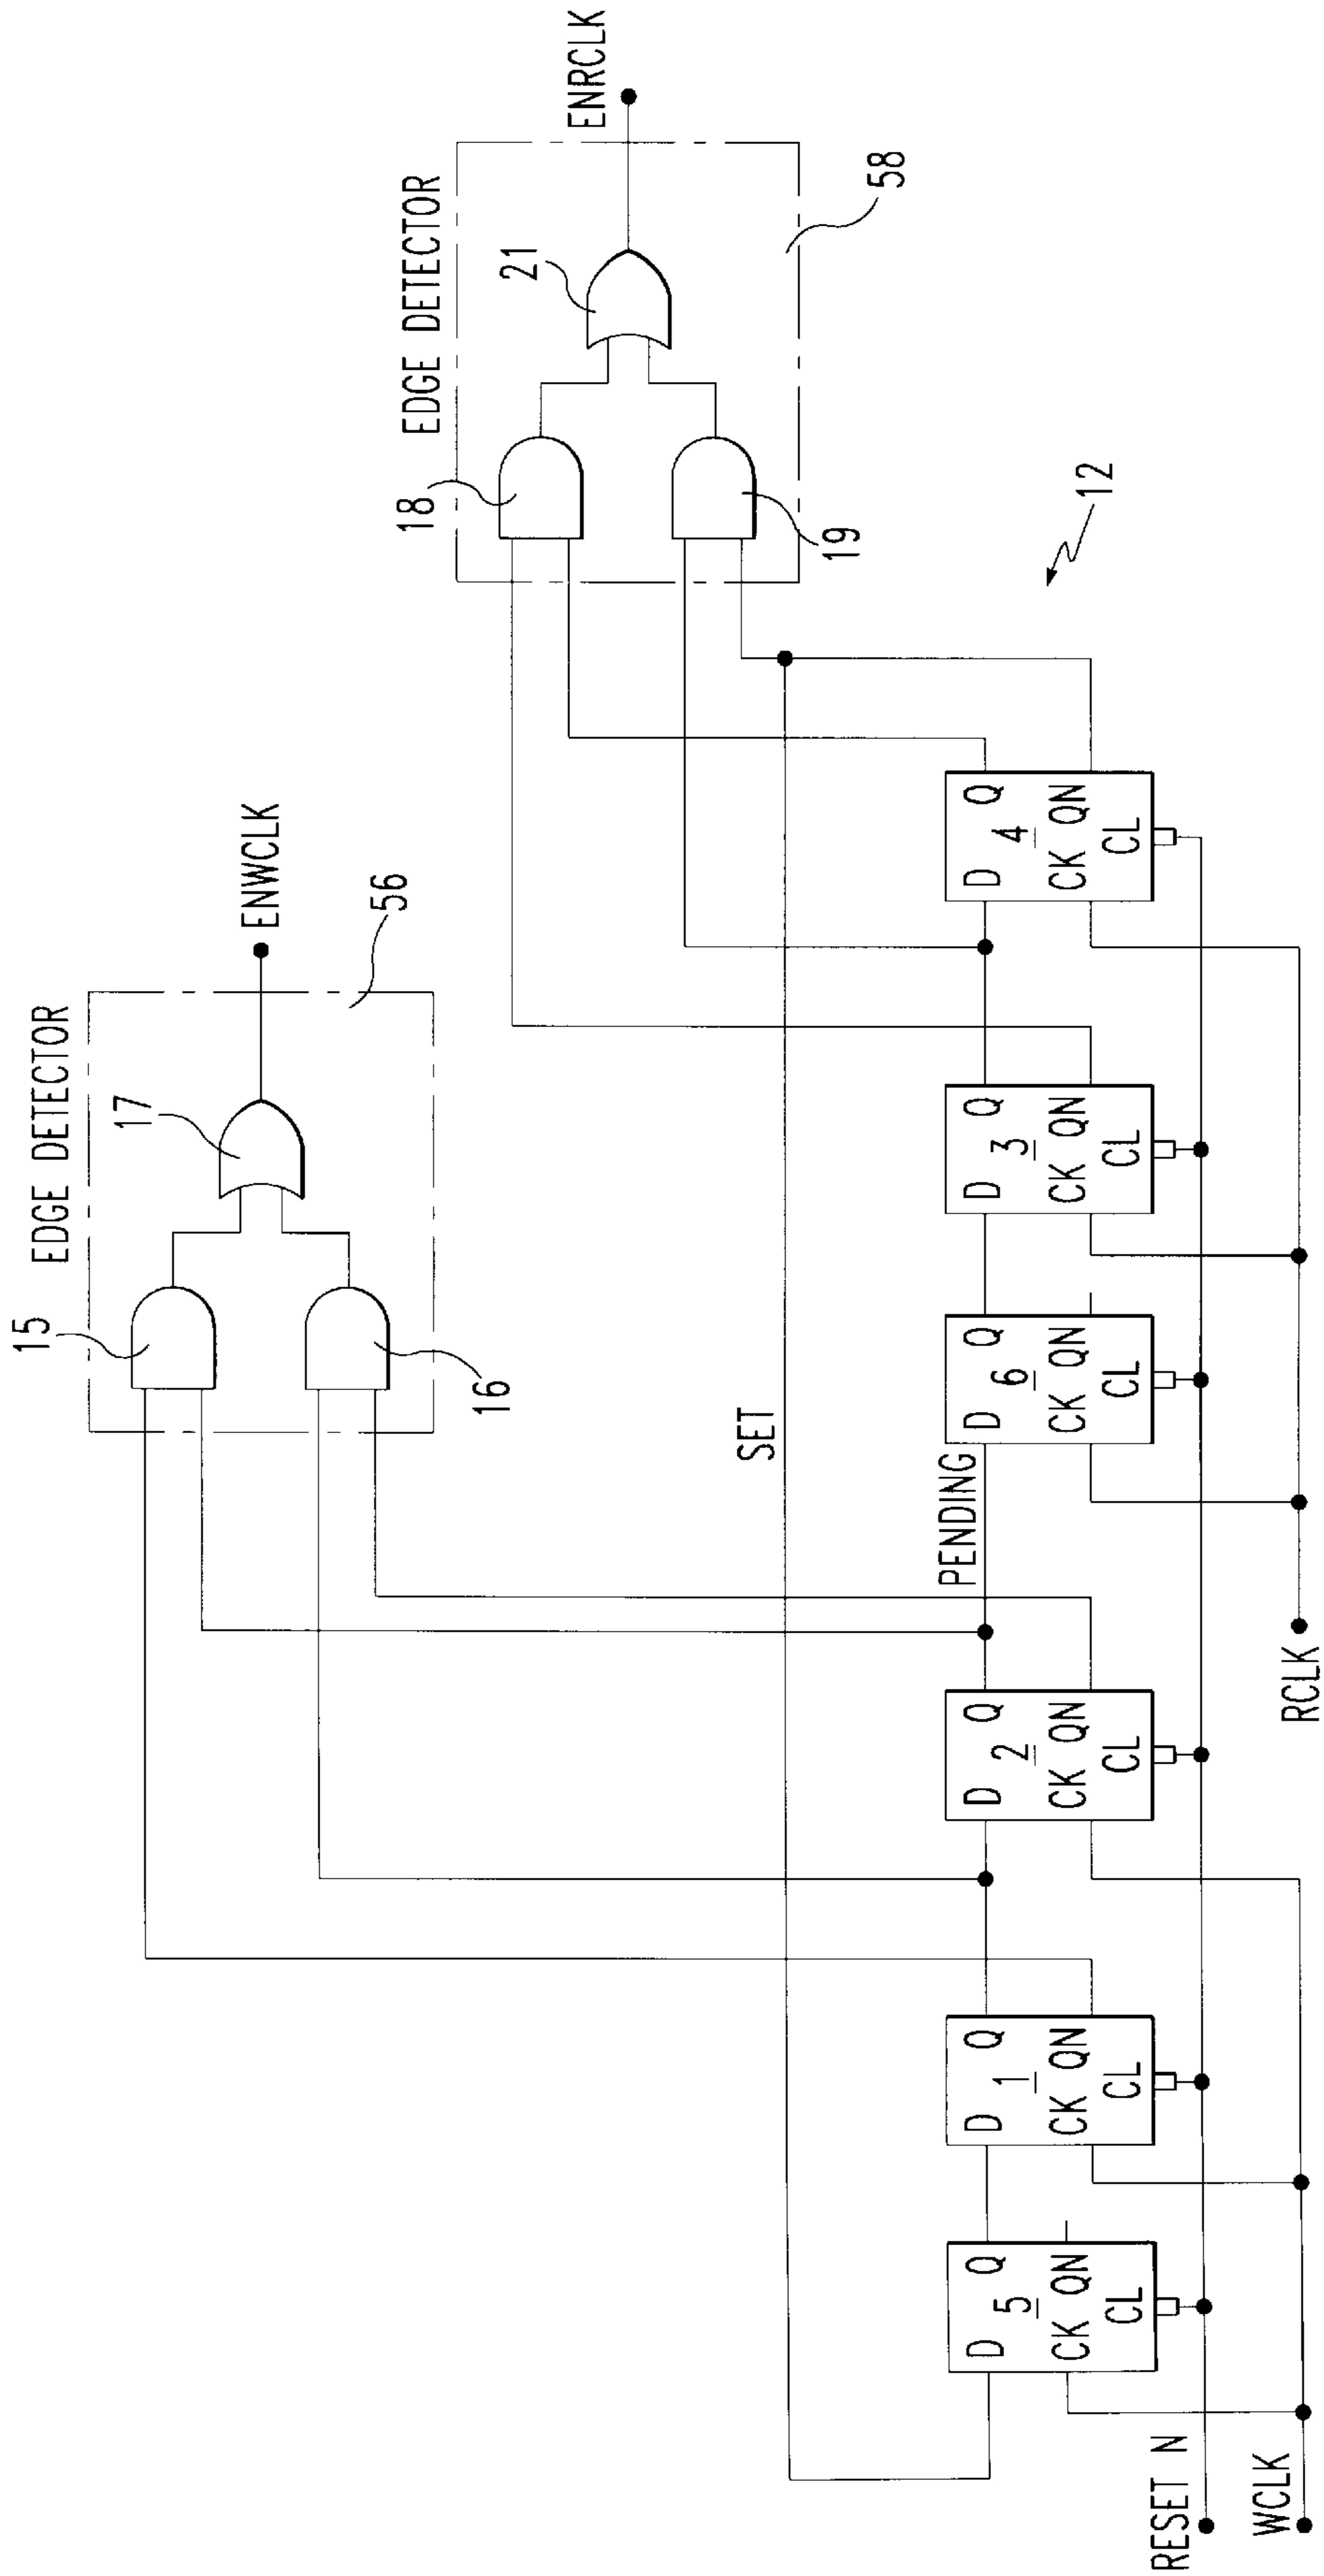 EDGE DETECTOR
15
16
17
56
ENWCLK
EDGE DETECTOR
18
19
21
58
ENRCLK
SET
PENDING
12
D Q
5
CK QN
CL
D Q
1
CK QN
CL
D Q
2
CK QN
CL
D Q
6
CK QN
CL
D Q
3
CK QN
CL
D Q
4
CK QN
CL
RESET N
WCLK
RCLK